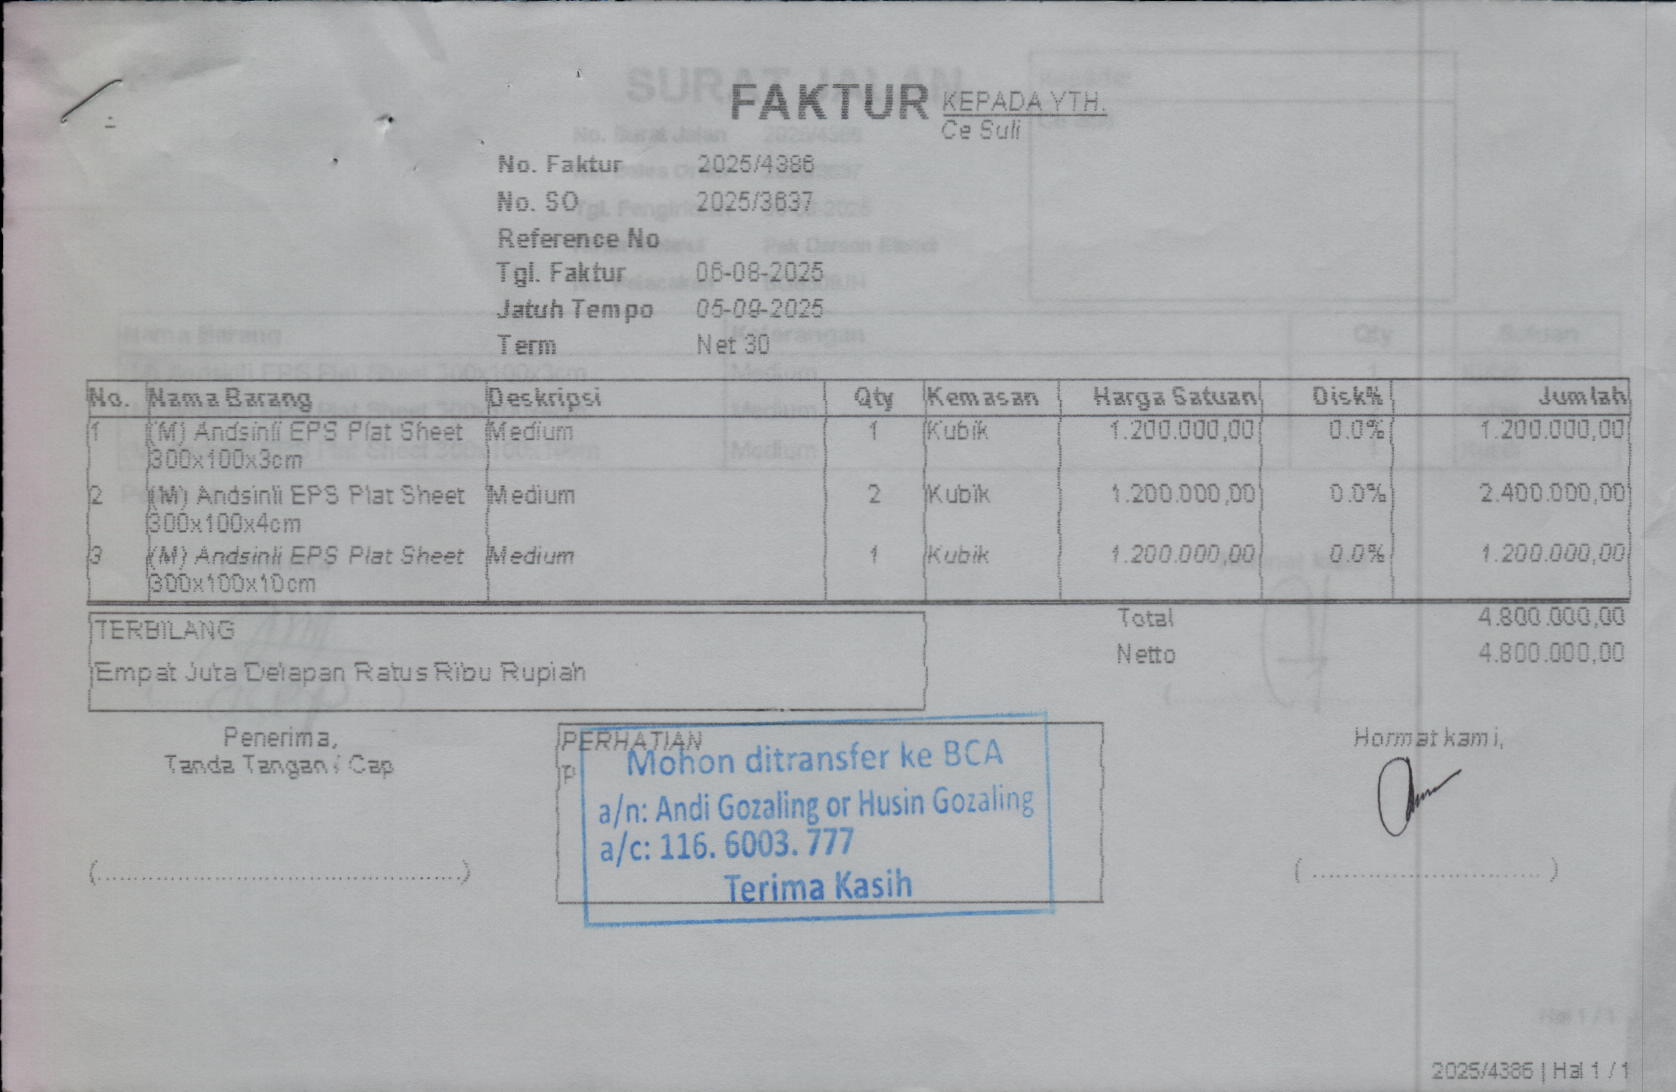 FAKTUR
KEPADA YTH.
Ce Suli
No. Faktur 2025/4386
No. SO 2025/3637
Reference No
Tgl. Faktur 06-08-2025
Jatuh Tempo 05-09-2025
Term Net 30
No. Nama Barang Deskripsi Qty Kemasan Harga Satuan Disk% Jumlah
1 (M) Andsinli EPS Plat Sheet Medium 1 Kubik 1.200.000,00 0.0% 1.200.000,00
300x100x3cm
2 (M) Andsinli EPS Plat Sheet Medium 2 Kubik 1.200.000,00 0.0% 2.400.000,00
300x100x4cm
3 (M) Andsinli EPS Plat Sheet Medium 1 Kubik 1.200.000,00 0.0% 1.200.000,00
300x100x10cm
Total 4.800.000,00
Netto 4.800.000,00
TERBILANG
Empat Juta Delapan Ratus Ribu Rupiah
Penerima,
Tanda Tangan / Cap
PERHATIAN
Mohon ditransfer ke BCA
a/n: Andi Gozaling or Husin Gozaling
a/c: 116. 6003. 777
Terima Kasih
Hormat kami,
2025/4386 | Hal 1 / 1